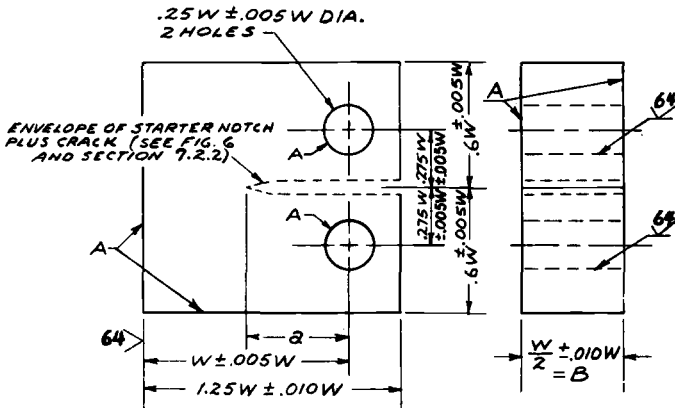 .25W ±.005W DIA.
2 HOLES
ENVELOPE OF STARTER NOTCH
PLUS CRACK (SEE FIG. 6
AND SECTION 7.2.2)
A
A
A
.275W
±.005W
.275W
±.005W
.6W
±.005W
.6W
±.005W
A
64
64
64
a
W ±.005W
1.25W ±.010W
W/2 ±.010W
= B